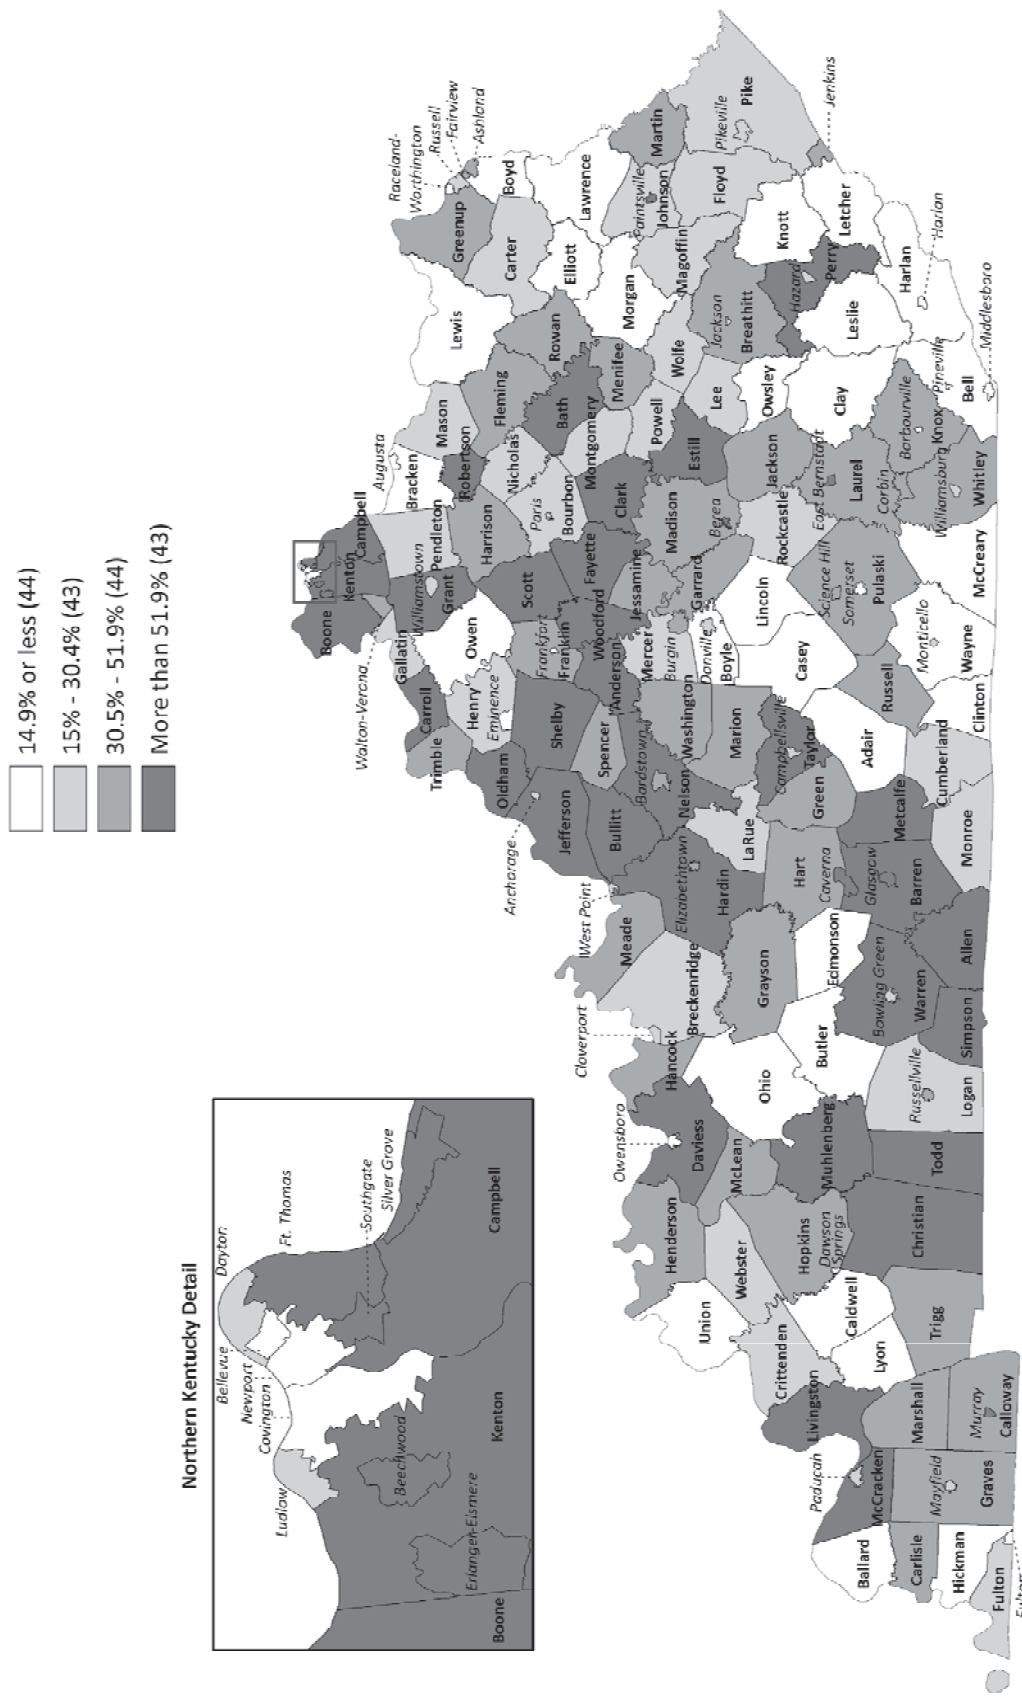 14.9% or less (44)
15% - 30.4% (43)
30.5% - 51.9% (44)
More than 51.9% (43)
Northern Kentucky Detail
Dayton
Bellevue
Newport
Covington
Ludlow
Ft. Thomas
Southgate
Silver Grove
Beechwood
Erlanger-Elsmere
Boone
Kenton
Campbell
Raceland-
Worthington
Russell
Fairview
Ashland
Greenup
Boyd
Carter
Lewis
Lawrence
Elliott
Martin
Paintsville
Johnson
Pikeville
Pike
Jenkins
Floyd
Magoffin
Morgan
Rowan
Fleming
Mason
Augusta
Bracken
Robertson
Nicholas
Bath
Menifee
Montgomery
Wolfe
Powell
Lee
Jackson
Breathitt
Knott
Letcher
Hazard
Perry
Harlan
Harlan
Leslie
Owsley
Clay
Middlesboro
Pineville
Bell
Barbourville
Knox
Estill
Jackson
East Bernstadt
Laurel
Corbin
Williamsburg
Whitley
McCreary
Rockcastle
Berea
Madison
Clark
Bourbon
Paris
Harrison
Pendleton
Campbell
Kenton
Boone
Walton-Verona
Gallatin
Williamstown
Grant
Owen
Scott
Fayette
Jessamine
Garrard
Lincoln
Science Hill
Somerset
Pulaski
Wayne
Monticello
Casey
Boyle
Danville
Burgin
Mercer
Woodford
Anderson
Frankfort
Franklin
Carroll
Trimble
Henry
Eminence
Oldham
Shelby
Spencer
Jefferson
Anchorage
Bullitt
Bardstown
Nelson
Washington
Marion
Campbellsville
Taylor
Adair
Russell
Clinton
Cumberland
Green
Metcalfe
Monroe
LaRue
Hart
Caverna
Glasgow
Barren
Elizabethtown
Hardin
West Point
Meade
Breckenridge
Cloverport
Grayson
Edmonson
Bowling Green
Warren
Allen
Simpson
Butler
Ohio
Hancock
Owensboro
Daviess
McLean
Muhlenberg
Russellville
Logan
Todd
Henderson
Webster
Hopkins
Dawson
Springs
Christian
Union
Crittenden
Caldwell
Lyon
Trigg
Livingston
Marshall
Murray
Calloway
Paducah
McCracken
Mayfield
Graves
Ballard
Carlisle
Hickman
Fulton
Fulton